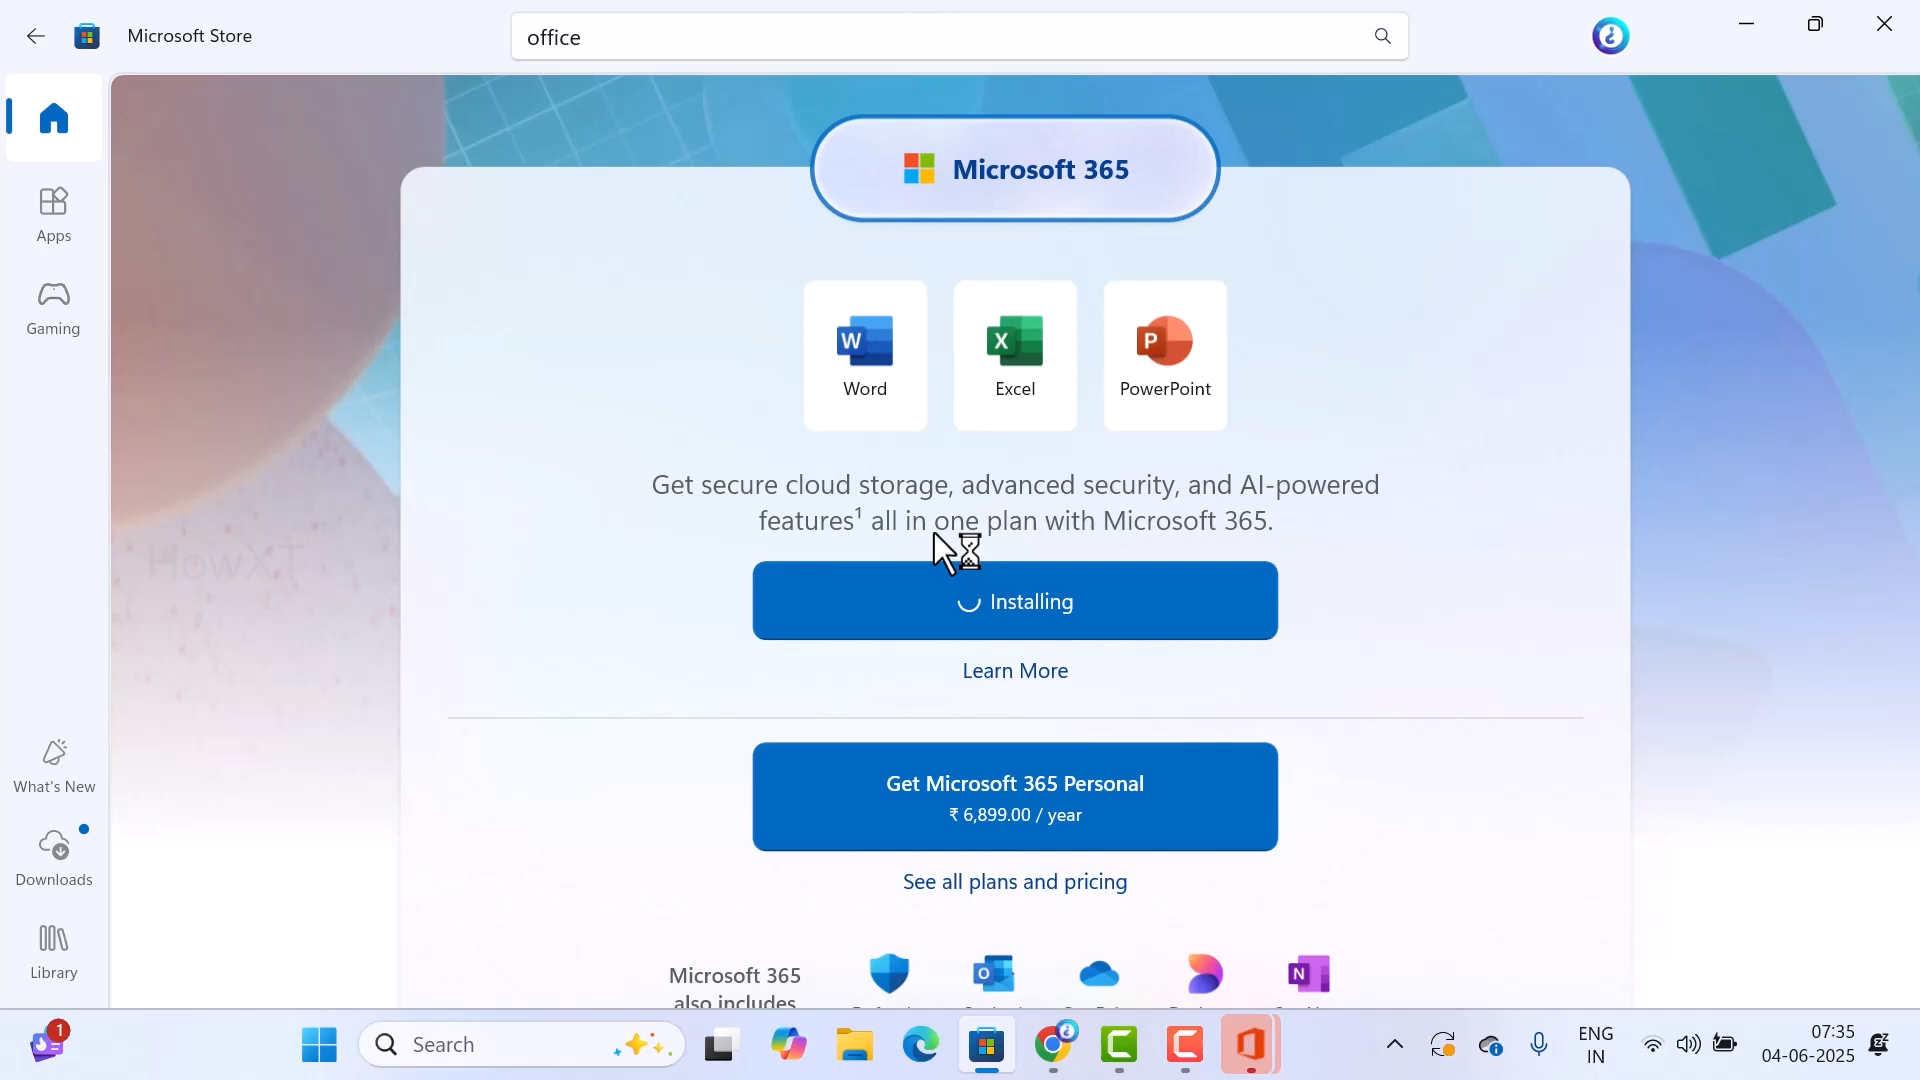 Microsoft Store
office
Apps
Gaming
What's New
Downloads
Library
Microsoft 365
W
Word
X
Excel
P
PowerPoint
Get secure cloud storage, advanced security, and AI-powered
features¹ all in one plan with Microsoft 365.
Installing
Learn More
Get Microsoft 365 Personal
₹ 6,899.00 / year
See all plans and pricing
Microsoft 365
also includes
O
N
HowXT
1
Search
ENG
IN
07:35
04-06-2025